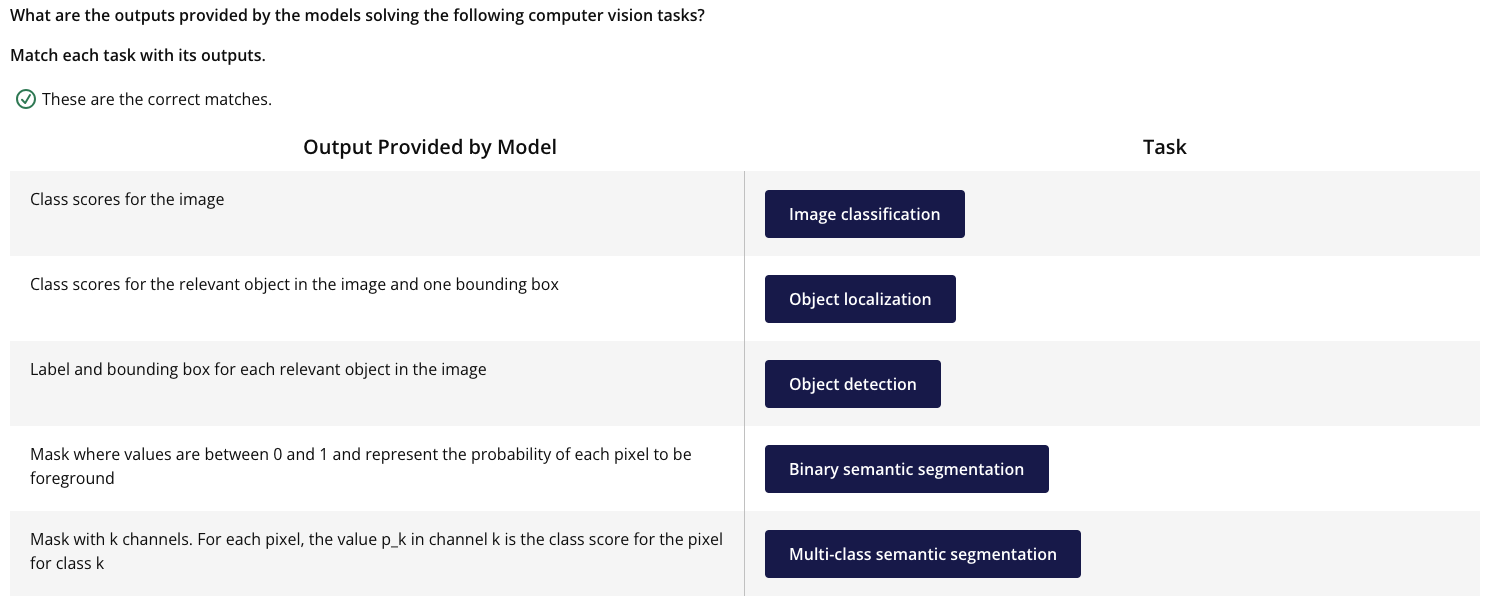 What are the outputs provided by the models solving the following computer vision tasks?
Match each task with its outputs.
These are the correct matches.
Output Provided by Model
Task
Class scores for the image
Image classification
Class scores for the relevant object in the image and one bounding box
Object localization
Label and bounding box for each relevant object in the image
Object detection
Mask where values are between 0 and 1 and represent the probability of each pixel to be
foreground
Binary semantic segmentation
Mask with k channels. For each pixel, the value p_k in channel k is the class score for the pixel
for class k
Multi-class semantic segmentation